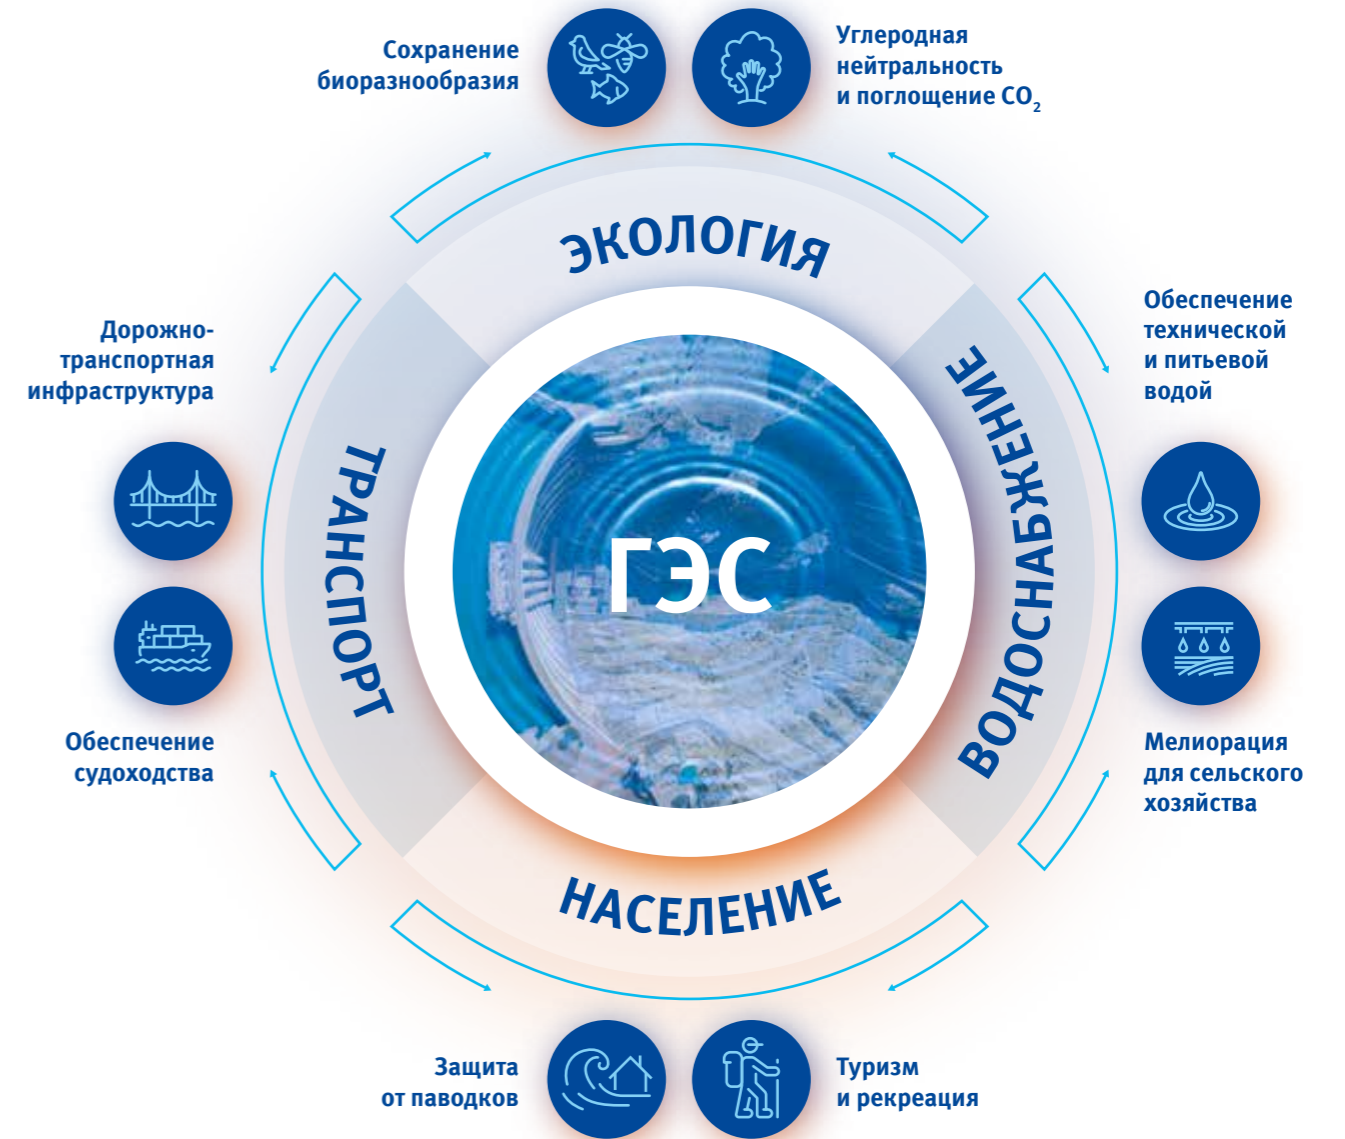 Сохранение
биоразнообразия
Углеродная
нейтральность
и поглощение CO₂
ЭКОЛОГИЯ
Дорожно-
транспортная
инфраструктура
ТРАНСПОРТ
Обеспечение
судоходства
ГЭС
ВОДОСНАБЖЕНИЕ
Обеспечение
технической
и питьевой
водой
Мелиорация
для сельского
хозяйства
НАСЕЛЕНИЕ
Защита
от паводков
Туризм
и рекреация